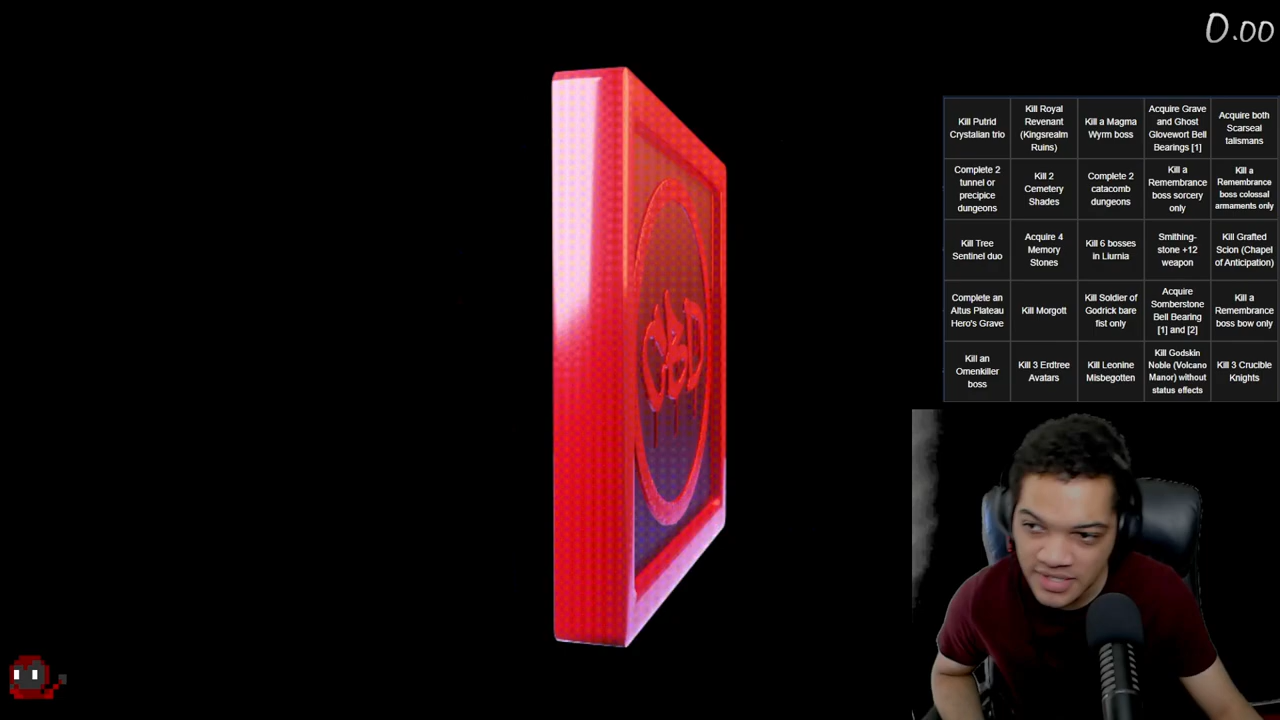 0.00
Kill Putrid
Crystalian trio
Kill Royal
Revenant
(Kingsrealm
Ruins)
Kill a Magma
Wyrm boss
Acquire Grave
and Ghost
Glovewort Bell
Bearings [1]
Acquire both
Scarseal
talismans
Complete 2
tunnel or
precipice
dungeons
Kill 2
Cemetery
Shades
Complete 2
catacomb
dungeons
Kill a
Remembrance
boss sorcery
only
Kill a
Remembrance
boss colossal
armaments only
Kill Tree
Sentinel duo
Acquire 4
Memory
Stones
Kill 6 bosses
in Liurnia
Smithing-
stone +12
weapon
Kill Grafted
Scion (Chapel
of Anticipation)
Complete an
Altus Plateau
Hero's Grave
Kill Morgott
Kill Soldier of
Godrick bare
fist only
Acquire
Somberstone
Bell Bearing
[1] and [2]
Kill a
Remembrance
boss bow only
Kill an
Omenkiller
boss
Kill 3 Erdtree
Avatars
Kill Leonine
Misbegotten
Kill Godskin
Noble (Volcano
Manor) without
status effects
Kill 3 Crucible
Knights
CBD